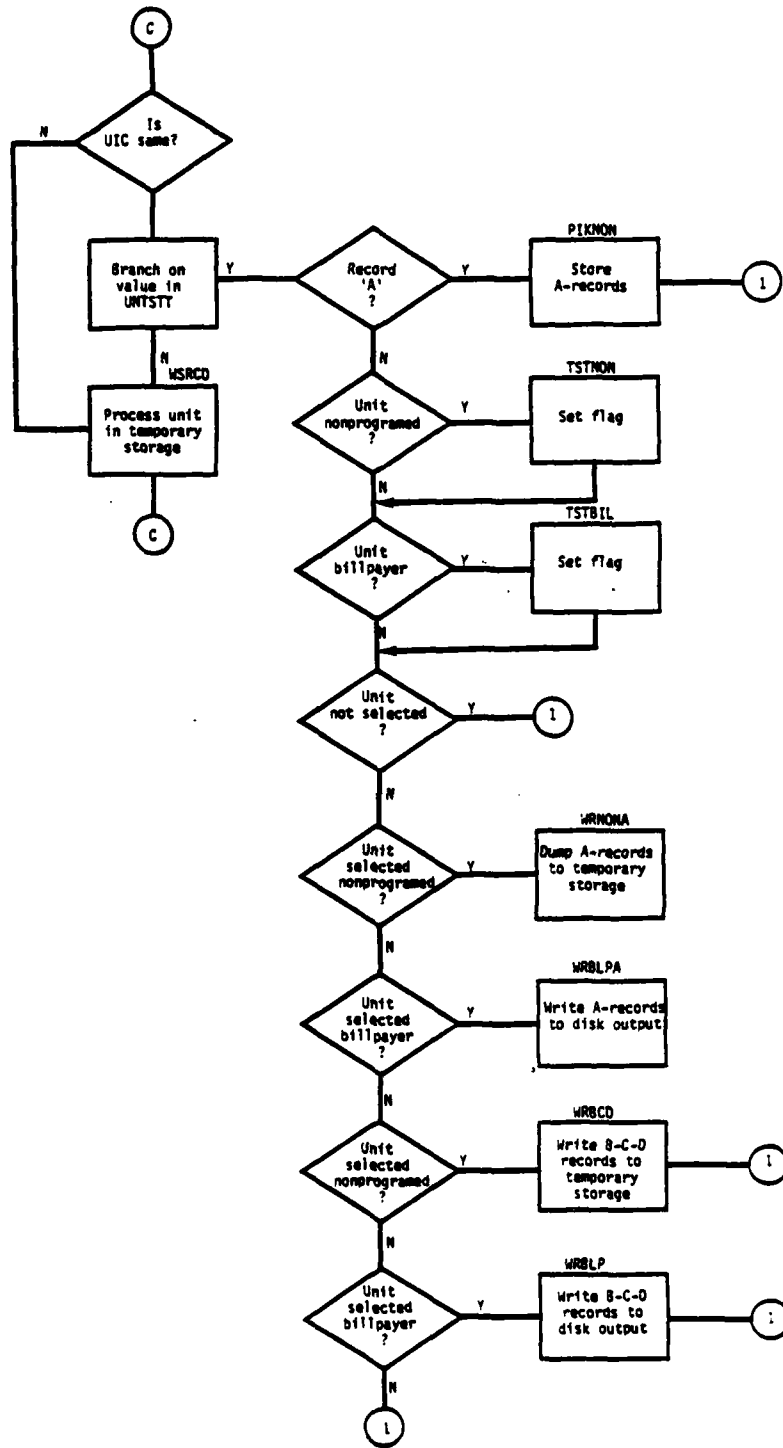 C
Is
UIC same?
N
Branch on
value in
UNTSTT
Y
Record
'A'
?
Y
PIKNON
Store
A-records
1
N
WSRCD
Process unit
in temporary
storage
C
N
Unit
nonprogramed
?
Y
TSTNON
Set flag
N
Unit
billpayer
?
Y
TSTBIL
Set flag
N
Unit
not selected
?
Y
1
N
Unit
selected
nonprogramed
?
Y
WRNONA
Dump A-records
to temporary
storage
N
Unit
selected
billpayer
?
Y
WRBLPA
Write A-records
to disk output
N
Unit
selected
nonprogramed
?
Y
WRBCD
Write B-C-D
records to
temporary
storage
1
N
Unit
selected
billpayer
?
Y
WRBLP
Write B-C-D
records to
disk output
1
N
1